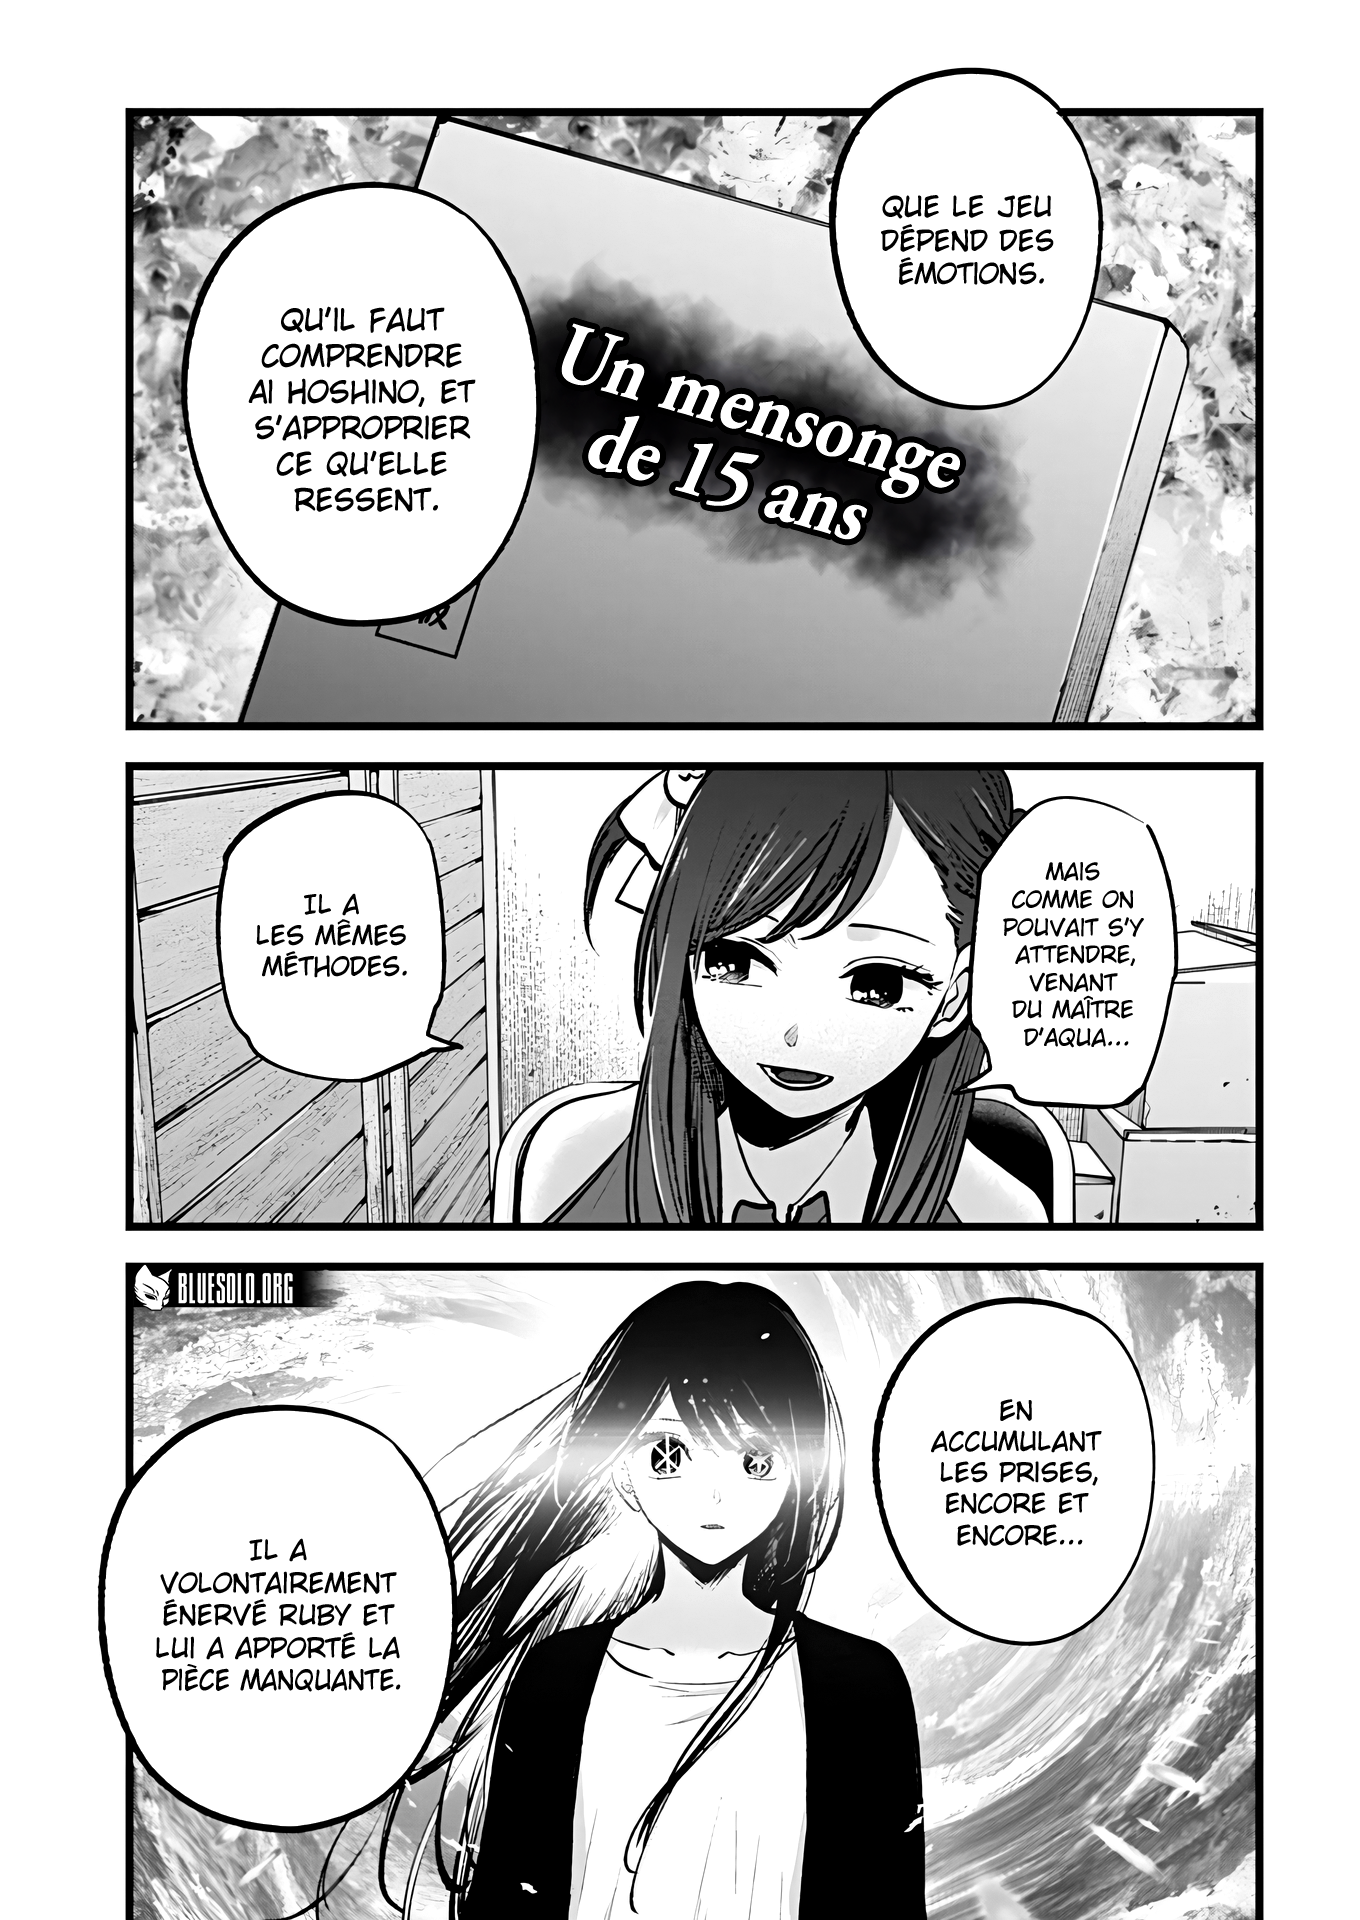 QUE LE JEU
DÉPEND DES
ÉMOTIONS.
QU'IL FAUT
COMPRENDRE
AI HOSHINO, ET
S'APPROPRIER
CE QU'ELLE
RESSENT.
Un mensonge
de 15 ans
MAIS
COMME ON
POUVAIT S'Y
ATTENDRE,
VENANT
DU MAÎTRE
D'AQUA...
IL A
LES MÊMES
MÉTHODES.
BLUESOLO.ORG
EN
ACCUMULANT
LES PRISES,
ENCORE ET
ENCORE...
IL A
VOLONTAIREMENT
ÉNERVÉ RUBY ET
LUI A APPORTÉ LA
PIÈCE MANQUANTE.